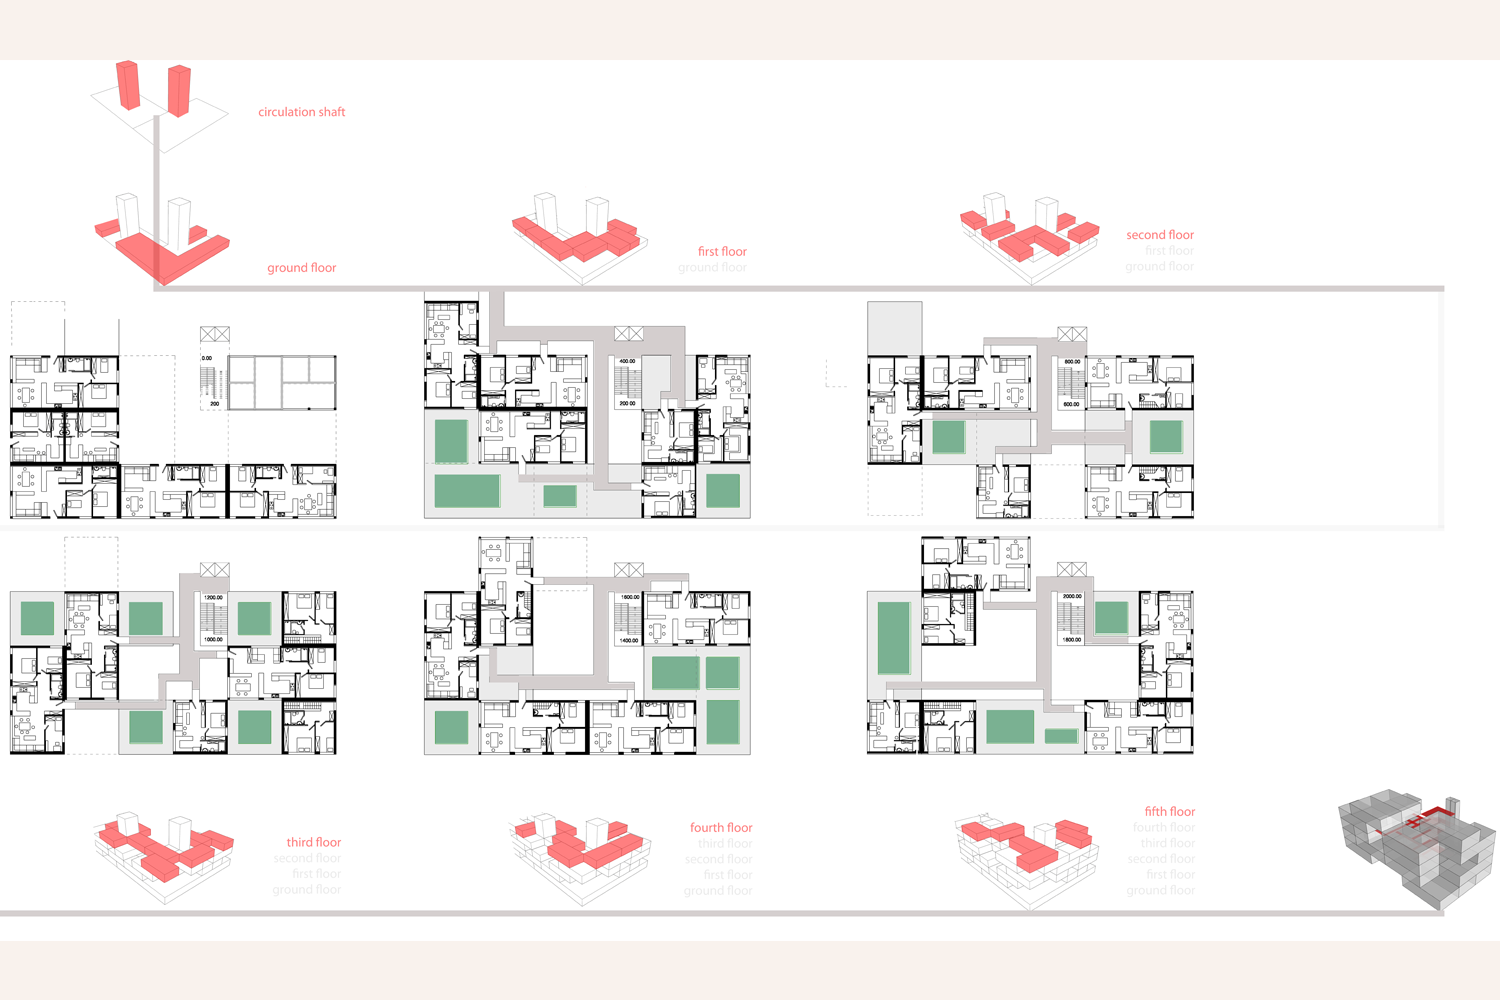 circulation shaft
ground floor
first floor
ground floor
second floor
first floor
ground floor
0.00
200
400.00
200.00
800.00
600.00
1200.00
1000.00
1600.00
1400.00
2000.00
1800.00
third floor
second floor
first floor
ground floor
fourth floor
third floor
second floor
first floor
ground floor
fifth floor
fourth floor
third floor
second floor
first floor
ground floor